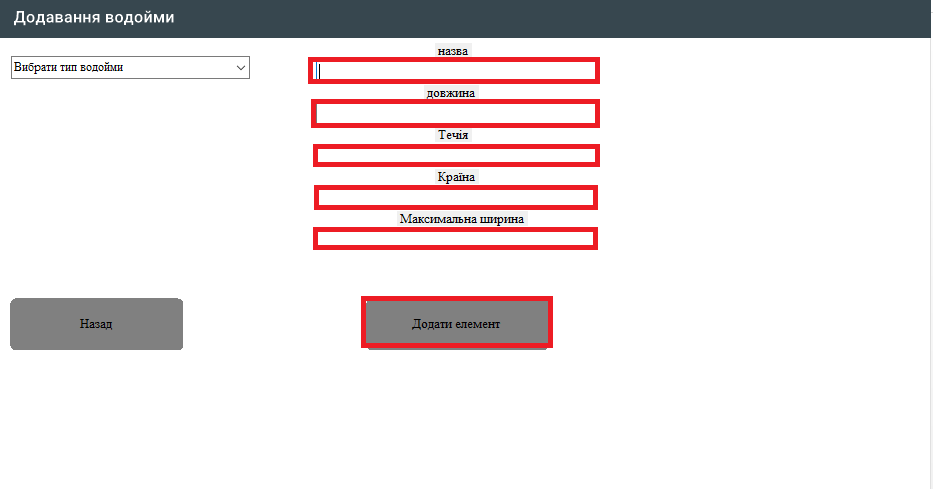 Додавання водойми
Вибрати тип водойми
назва
довжина
Течія
Країна
Максимальна ширина
Назад
Додати елемент